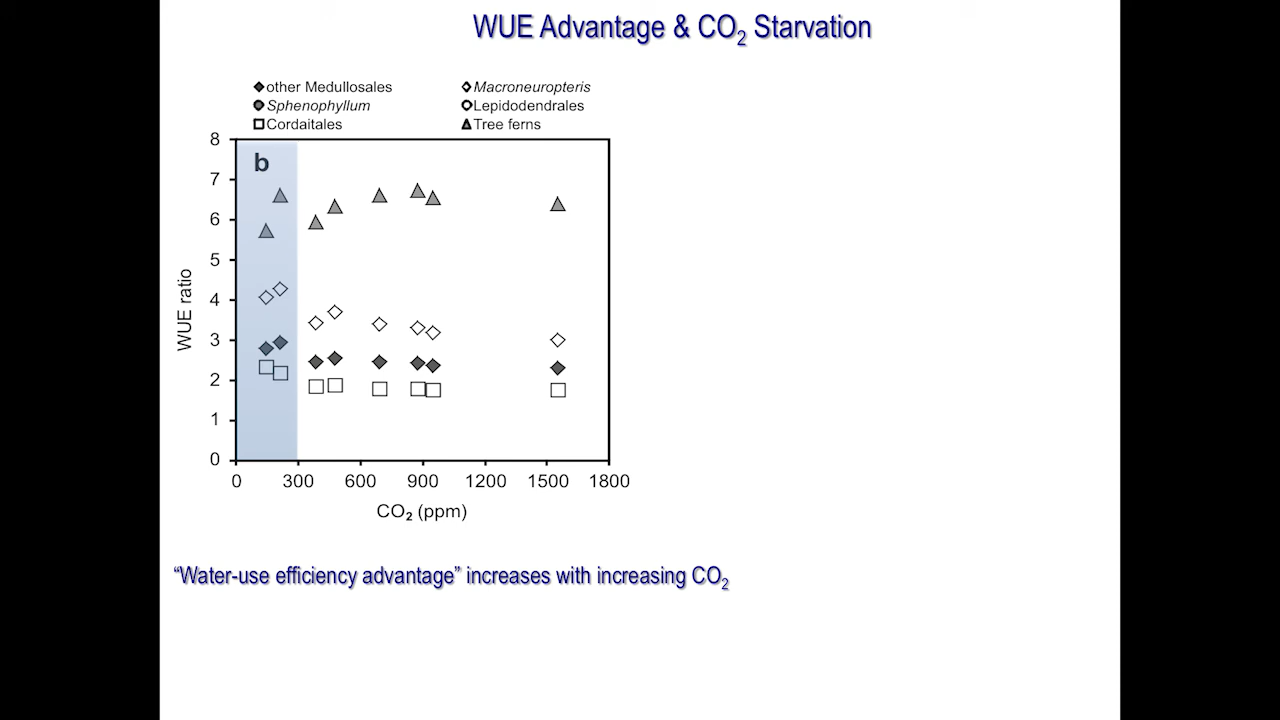 WUE Advantage & CO₂ Starvation
other Medullosales
Macroneuropteris
Sphenophyllum
Lepidodendrales
Cordaitales
Tree ferns
b
8
7
6
5
4
3
2
1
0
WUE ratio
0 300 600 900 1200 1500 1800
CO₂ (ppm)
“Water-use efficiency advantage” increases with increasing CO₂